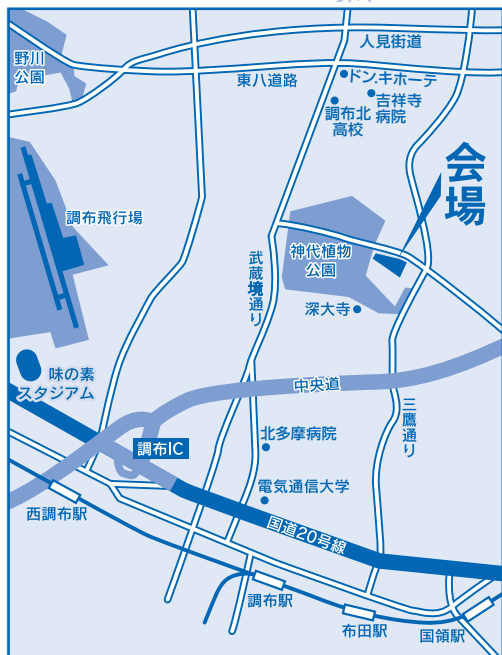 人見街道
野川
公園
東八道路
ドン.キホーテ
吉祥寺
病院
調布北
高校
会場
調布飛行場
神代植物
公園
武蔵境通り
深大寺
味の素
スタジアム
中央道
三鷹通り
調布IC
北多摩病院
電気通信大学
西調布駅
国道20号線
調布駅
布田駅
国領駅